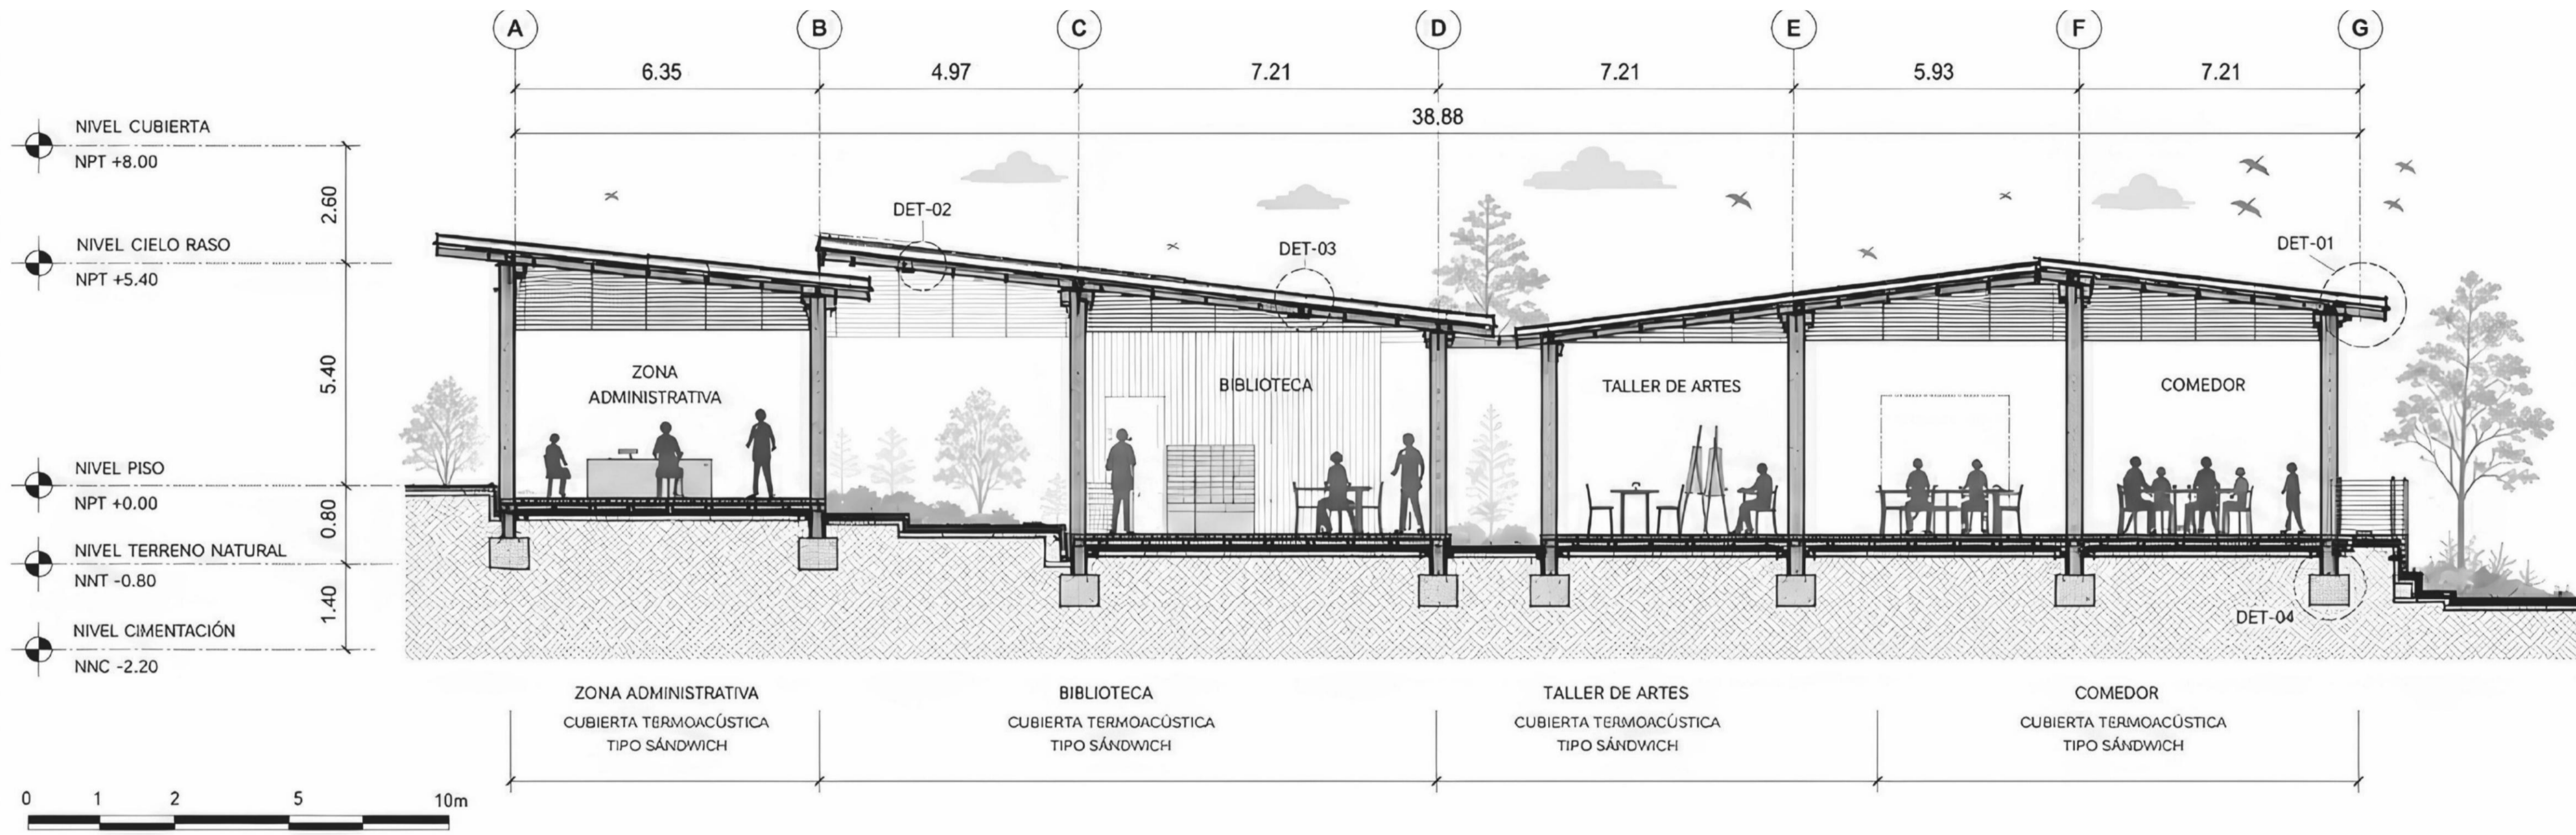 A B C D E F G
6.35 4.97 7.21 7.21 5.93 7.21
38.88
NIVEL CUBIERTA
NPT +8.00
2.60
NIVEL CIELO RASO
NPT +5.40
5.40
NIVEL PISO
NPT +0.00
0.80
NIVEL TERRENO NATURAL
NNT -0.80
1.40
NIVEL CIMENTACIÓN
NNC -2.20
DET-02
DET-03
DET-01
ZONA
ADMINISTRATIVA
BIBLIOTECA
TALLER DE ARTES
COMEDOR
DET-04
ZONA ADMINISTRATIVA
CUBIERTA TERMOACÚSTICA
TIPO SÁNDWICH
BIBLIOTECA
CUBIERTA TERMOACÚSTICA
TIPO SÁNDWICH
TALLER DE ARTES
CUBIERTA TERMOACÚSTICA
TIPO SÁNDWICH
COMEDOR
CUBIERTA TERMOACÚSTICA
TIPO SÁNDWICH
0 1 2 5 10m